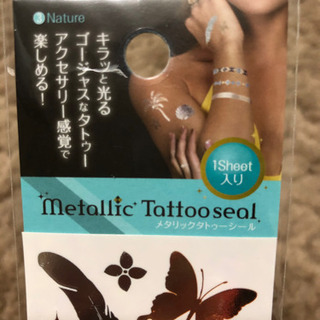 ③Nature
キラッと光る
ゴージャスなタトゥー
アクセサリー感覚で
楽しめる！
1Sheet
入り
Metallic Tattoo seal
メタリックタトゥーシール